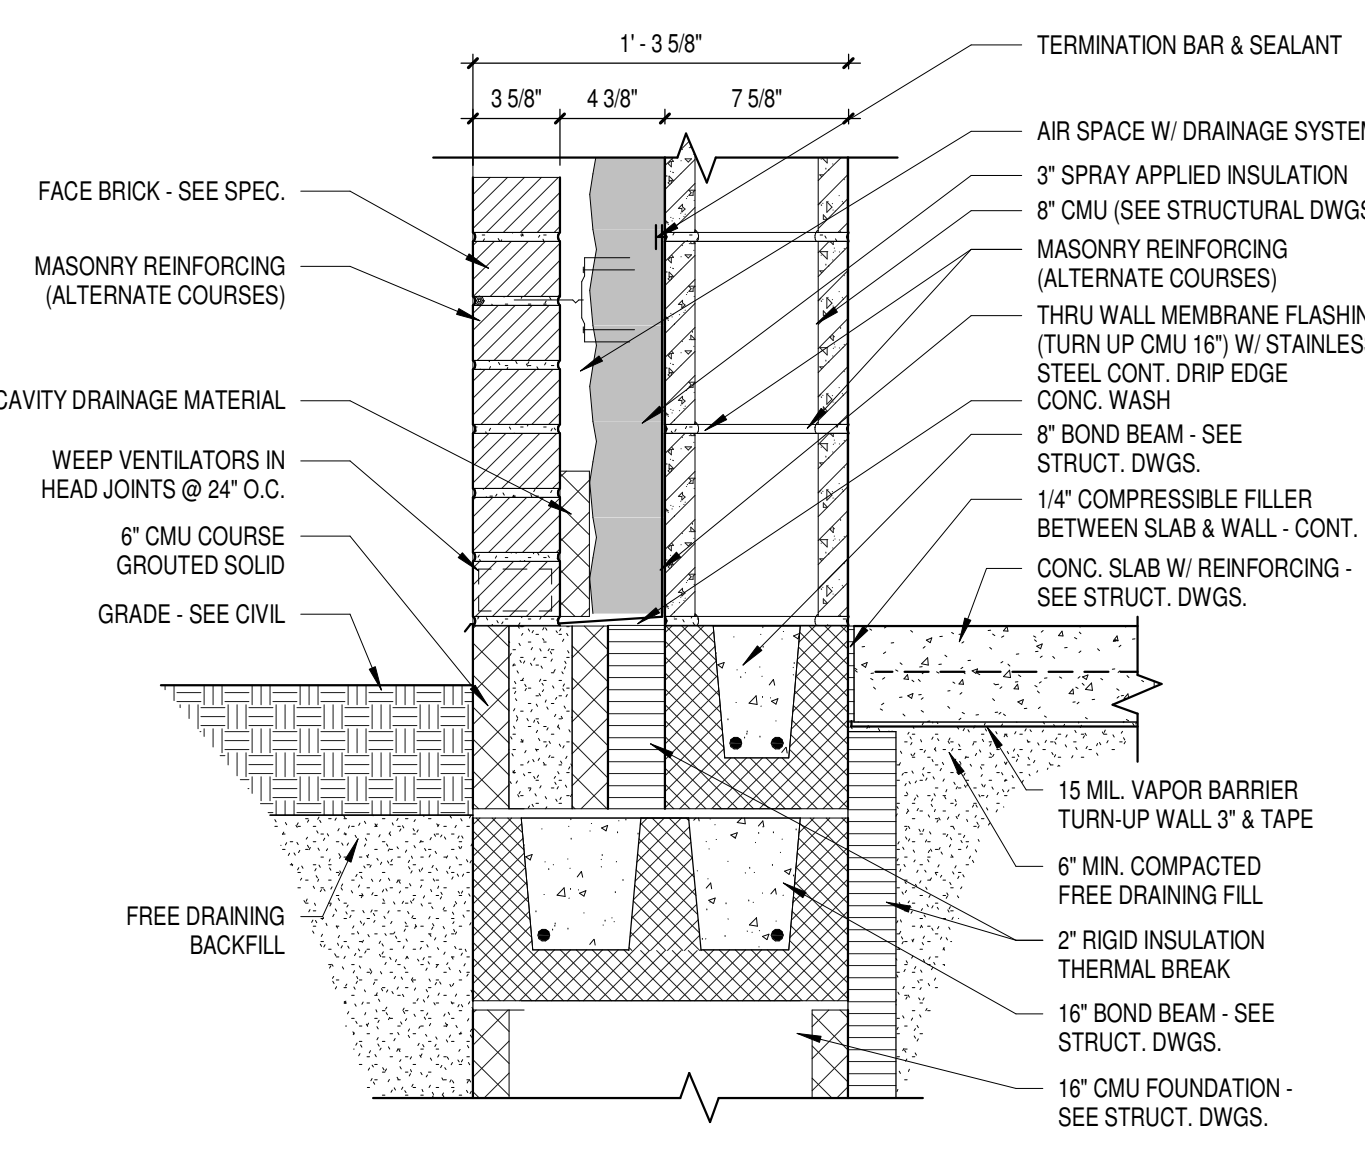 1' - 3 5/8"
3 5/8"
4 3/8"
7 5/8"
FACE BRICK - SEE SPEC.
MASONRY REINFORCING
(ALTERNATE COURSES)
CAVITY DRAINAGE MATERIAL
WEEP VENTILATORS IN
HEAD JOINTS @ 24" O.C.
6" CMU COURSE
GROUTED SOLID
GRADE - SEE CIVIL
FREE DRAINING
BACKFILL
TERMINATION BAR & SEALANT
AIR SPACE W/ DRAINAGE SYSTEM
3" SPRAY APPLIED INSULATION
8" CMU (SEE STRUCTURAL DWGS
MASONRY REINFORCING
(ALTERNATE COURSES)
THRU WALL MEMBRANE FLASHIN
(TURN UP CMU 16") W/ STAINLES
STEEL CONT. DRIP EDGE
CONC. WASH
8" BOND BEAM - SEE
STRUCT. DWGS.
1/4" COMPRESSIBLE FILLER
BETWEEN SLAB & WALL - CONT.
CONC. SLAB W/ REINFORCING -
SEE STRUCT. DWGS.
15 MIL. VAPOR BARRIER
TURN-UP WALL 3" & TAPE
6" MIN. COMPACTED
FREE DRAINING FILL
2" RIGID INSULATION
THERMAL BREAK
16" BOND BEAM - SEE
STRUCT. DWGS.
16" CMU FOUNDATION -
SEE STRUCT. DWGS.